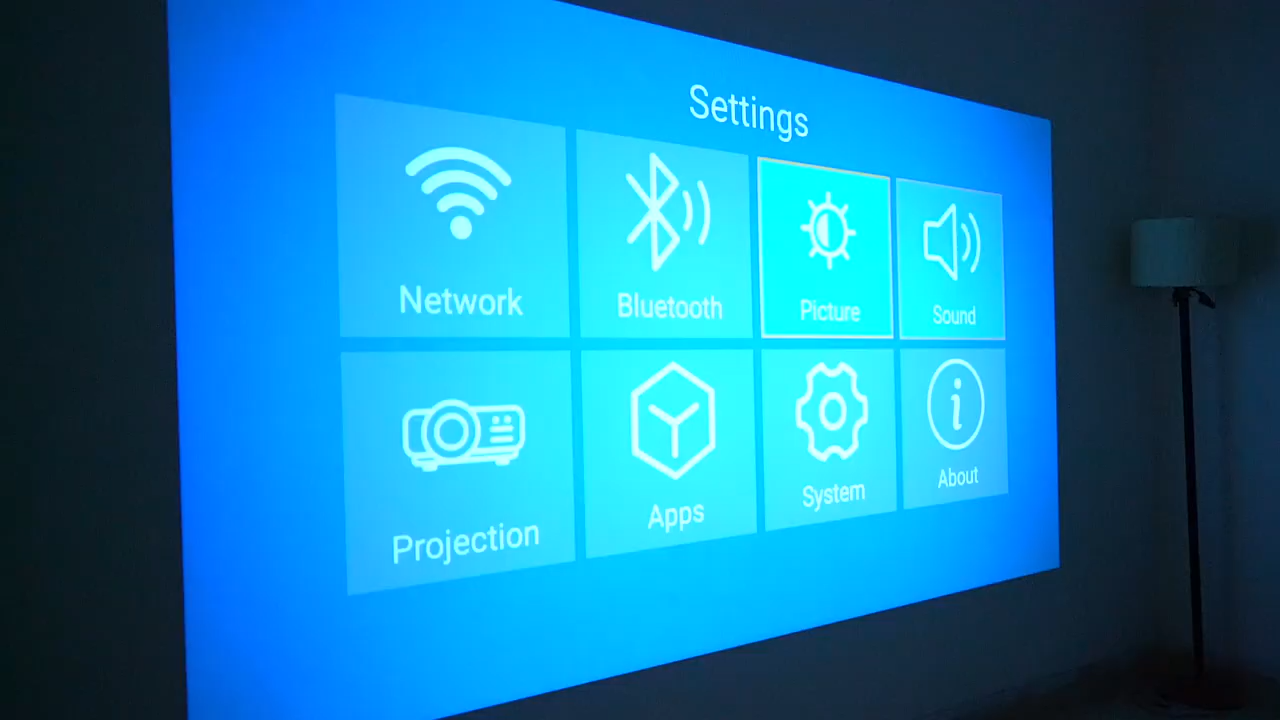 Settings
Network
Bluetooth
Picture
Sound
Projection
Apps
System
About